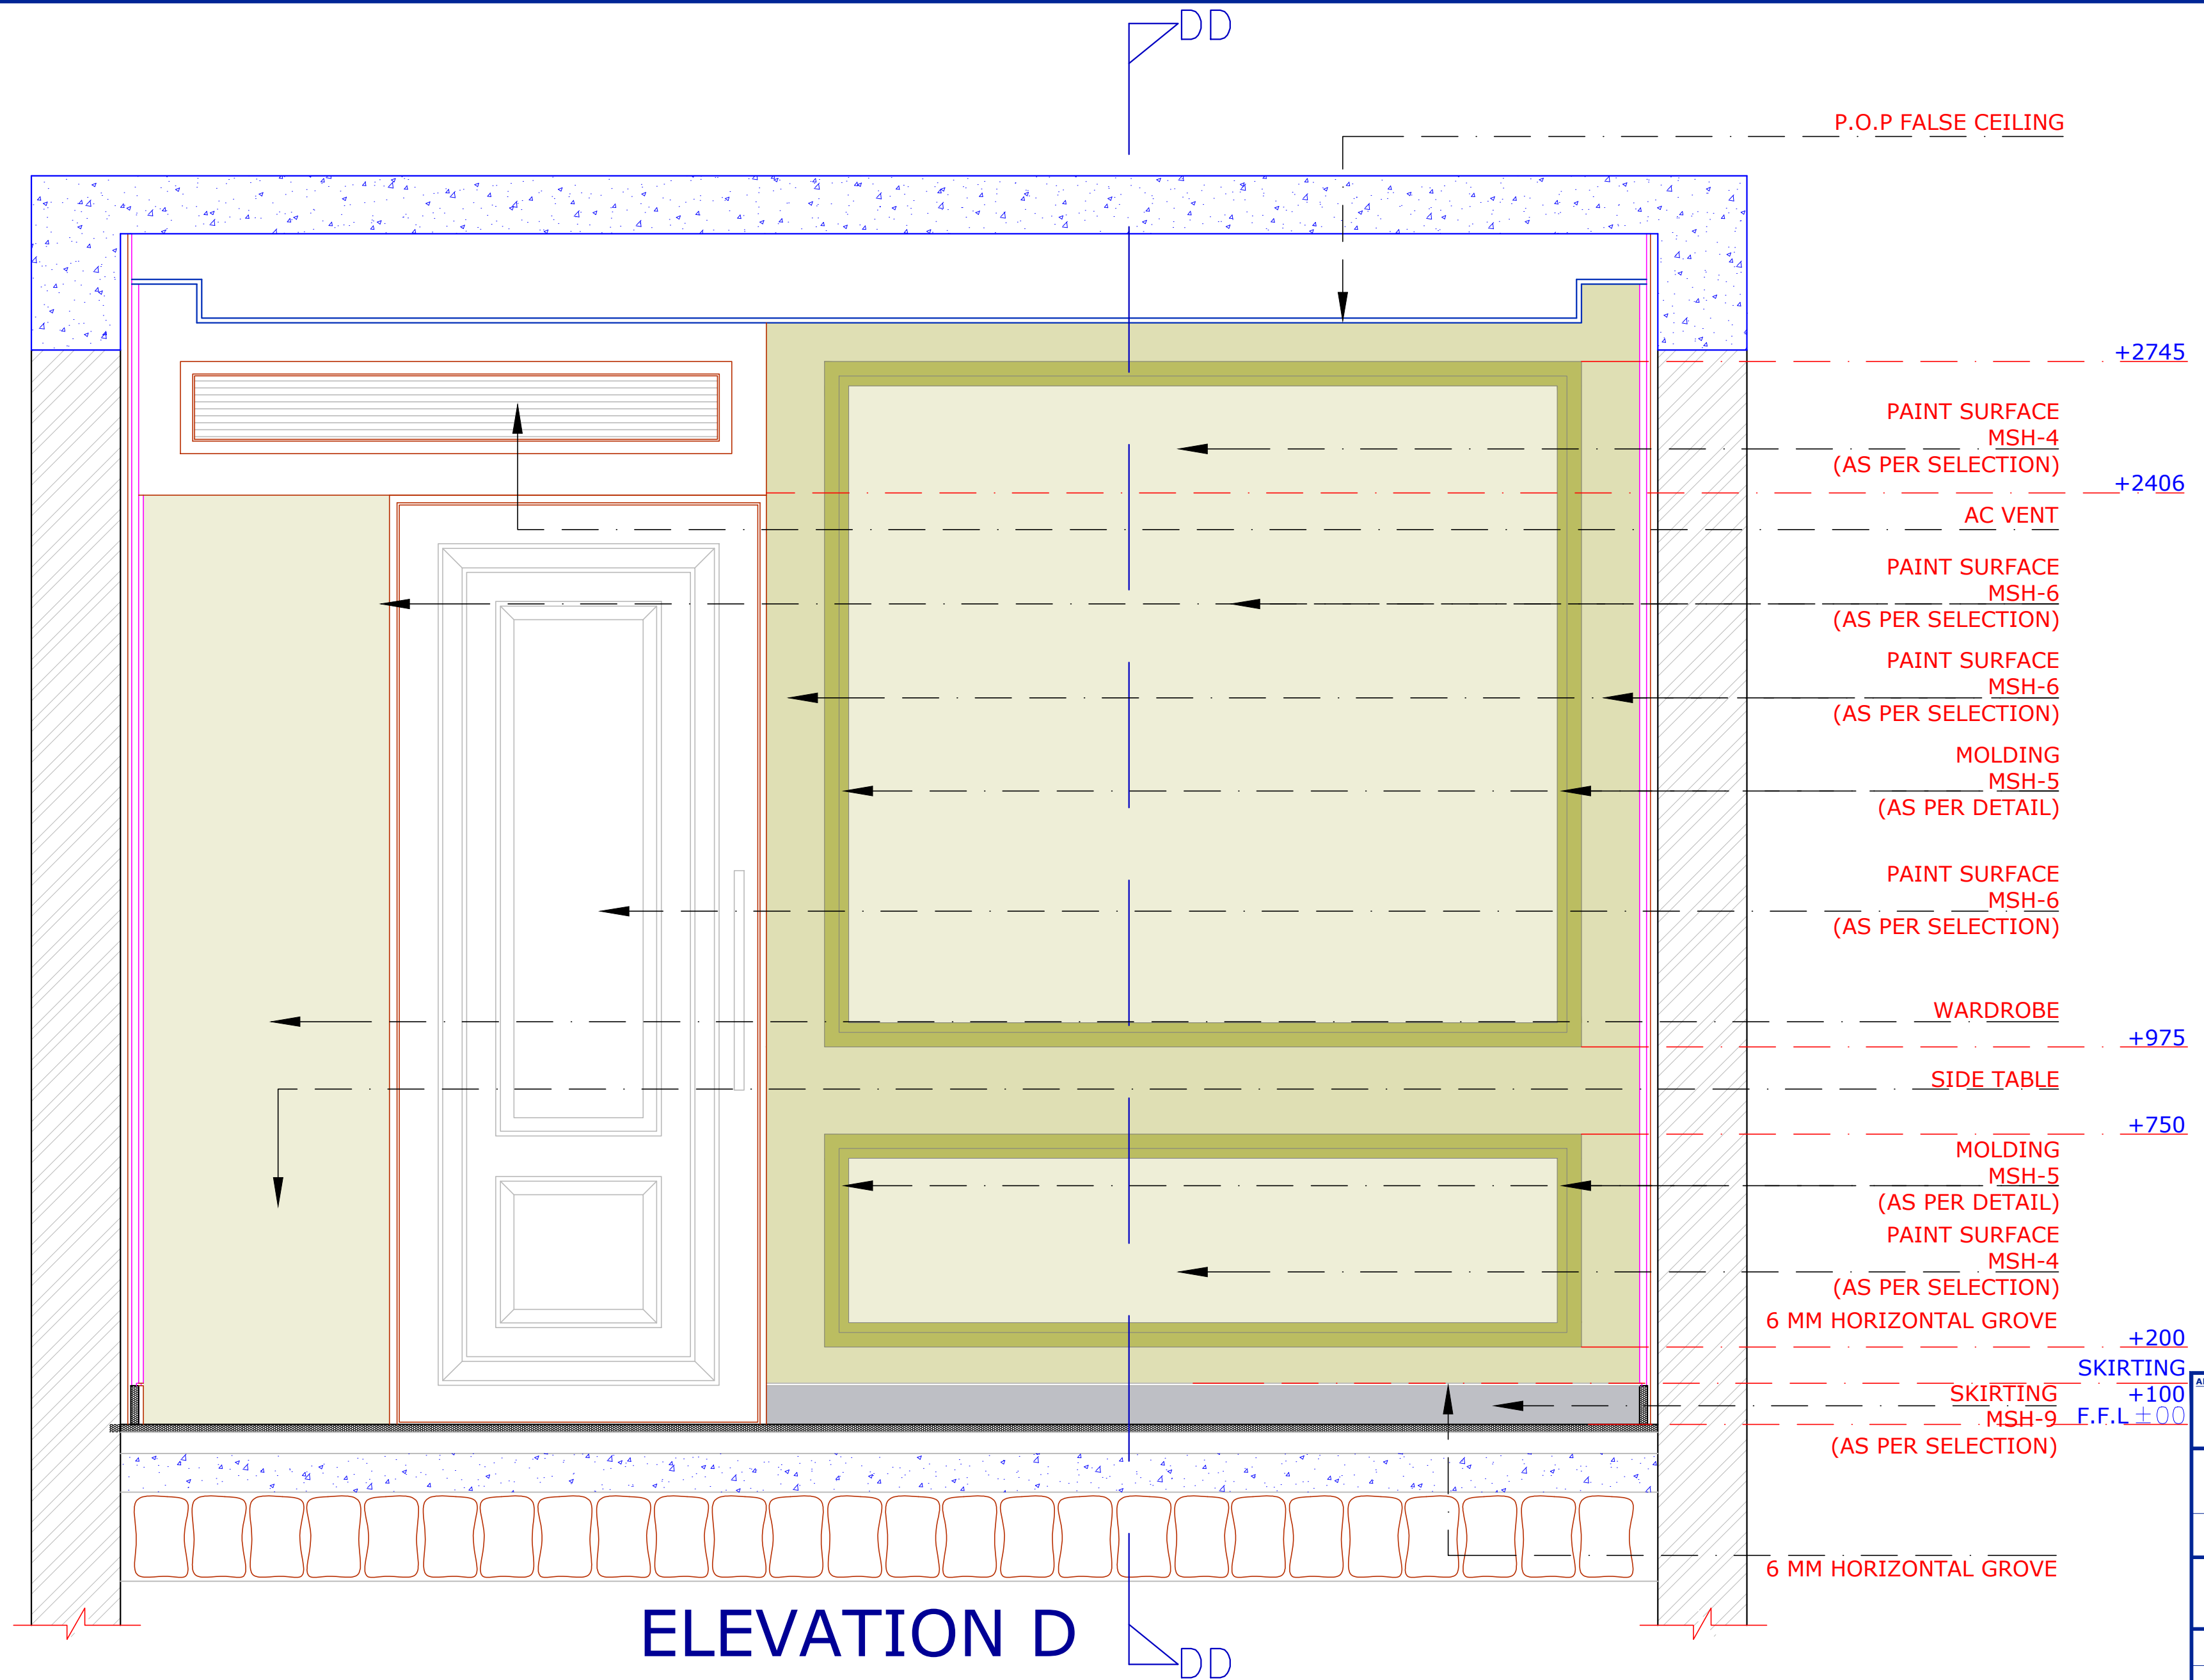 DD
P.O.P FALSE CEILING
+2745
PAINT SURFACE
MSH-4
(AS PER SELECTION)
+2406
AC VENT
PAINT SURFACE
MSH-6
(AS PER SELECTION)
PAINT SURFACE
MSH-6
(AS PER SELECTION)
MOLDING
MSH-5
(AS PER DETAIL)
PAINT SURFACE
MSH-6
(AS PER SELECTION)
WARDROBE
+975
SIDE TABLE
+750
MOLDING
MSH-5
(AS PER DETAIL)
PAINT SURFACE
MSH-4
(AS PER SELECTION)
6 MM HORIZONTAL GROVE
+200
SKIRTING
+100
SKIRTING
MSH-9
(AS PER SELECTION)
F.F.L ±00
6 MM HORIZONTAL GROVE
ELEVATION D
DD